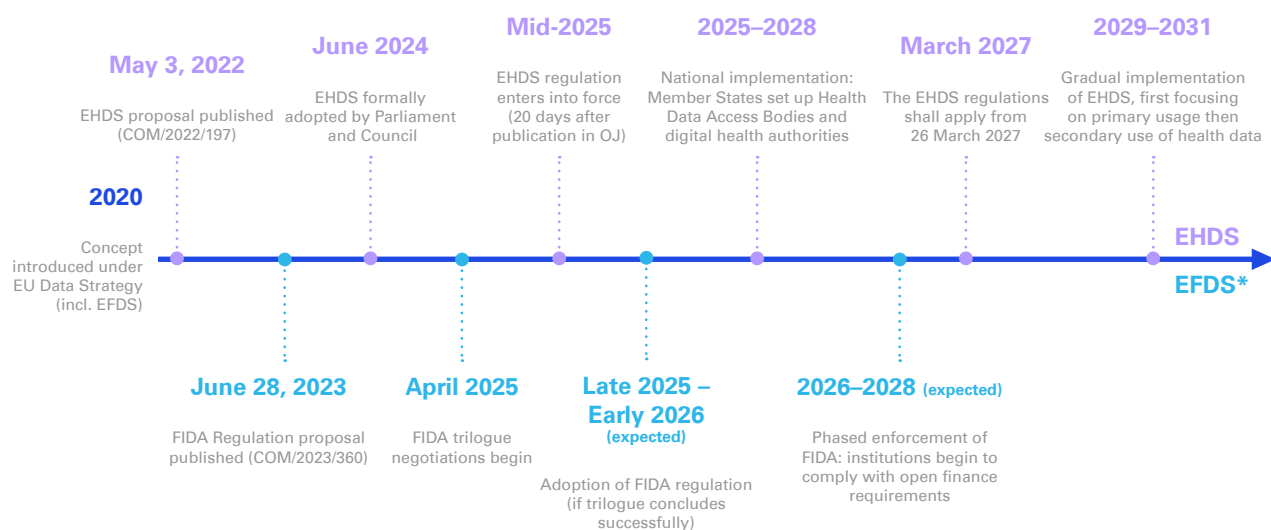 2020
Concept
introduced under
EU Data Strategy
(incl. EFDS)
May 3, 2022
EHDS proposal published
(COM/2022/197)
June 2024
EHDS formally
adopted by Parliament
and Council
Mid-2025
EHDS regulation
enters into force
(20 days after
publication in OJ)
2025–2028
National implementation:
Member States set up Health
Data Access Bodies and
digital health authorities
March 2027
The EHDS regulations
shall apply from
26 March 2027
2029–2031
Gradual implementation
of EHDS, first focusing
on primary usage then
secondary use of health data
EHDS
EFDS*
June 28, 2023
FIDA Regulation proposal
published (COM/2023/360)
April 2025
FIDA trilogue
negotiations begin
Late 2025 –
Early 2026
(expected)
Adoption of FIDA regulation
(if trilogue concludes
successfully)
2026–2028 (expected)
Phased enforcement of
FIDA: institutions begin to
comply with open finance
requirements